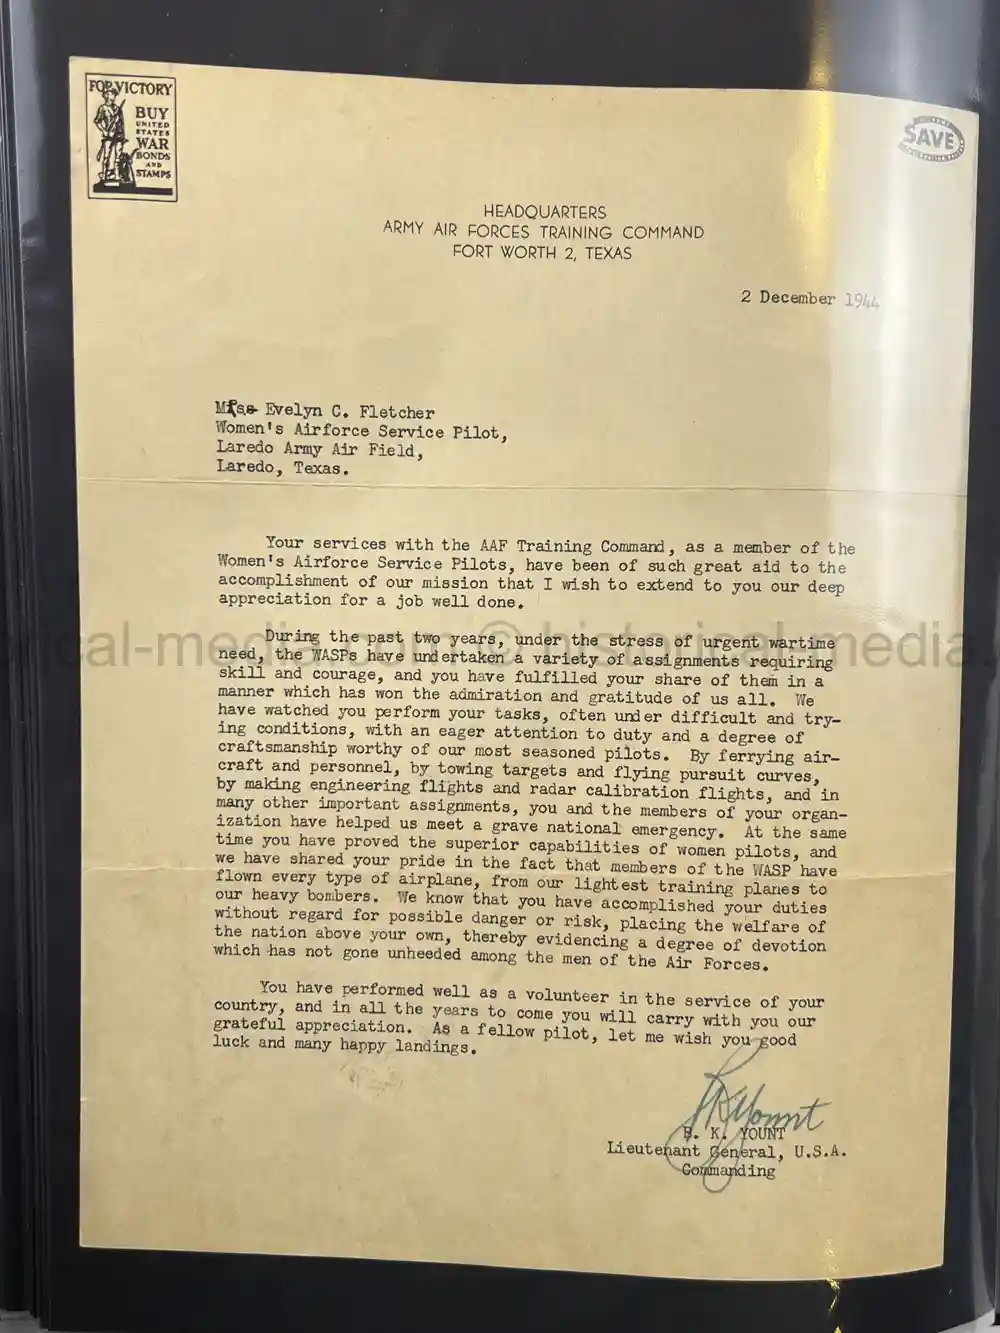 FOR VICTORY
BUY
UNITED
STATES
WAR
BONDS
AND
STAMPS
SAVE
HEADQUARTERS
ARMY AIR FORCES TRAINING COMMAND
FORT WORTH 2, TEXAS
2 December 1944
Evelyn C. Fletcher
Women's Airforce Service Pilot,
Laredo Army Air Field,
Laredo, Texas.
Your services with the AAF Training Command, as a member of the
Women's Airforce Service Pilots, have been of such great aid to the
accomplishment of our mission that I wish to extend to you our deep
appreciation for a job well done.
During the past two years, under the stress of urgent wartime
need, the WASPs have undertaken a variety of assignments requiring
skill and courage, and you have fulfilled your share of them in a
manner which has won the admiration and gratitude of us all. We
have watched you perform your tasks, often under difficult and try-
ing conditions, with an eager attention to duty and a degree of
craftsmanship worthy of our most seasoned pilots. By ferrying air-
craft and personnel, by towing targets and flying pursuit curves,
by making engineering flights and radar calibration flights, and in
many other important assignments, you and the members of your organ-
ization have helped us meet a grave national emergency. At the same
time you have proved the superior capabilities of women pilots, and
we have shared your pride in the fact that members of the WASP have
flown every type of airplane, from our lightest training planes to
our heavy bombers. We know that you have accomplished your duties
without regard for possible danger or risk, placing the welfare of
the nation above your own, thereby evidencing a degree of devotion
which has not gone unheeded among the men of the Air Forces.
You have performed well as a volunteer in the service of your
country, and in all the years to come you will carry with you our
grateful appreciation. As a fellow pilot, let me wish you good
luck and many happy landings.
BKYount
B. K. YOUNT
Lieutenant General, U.S.A.
Commanding
© historical-media.